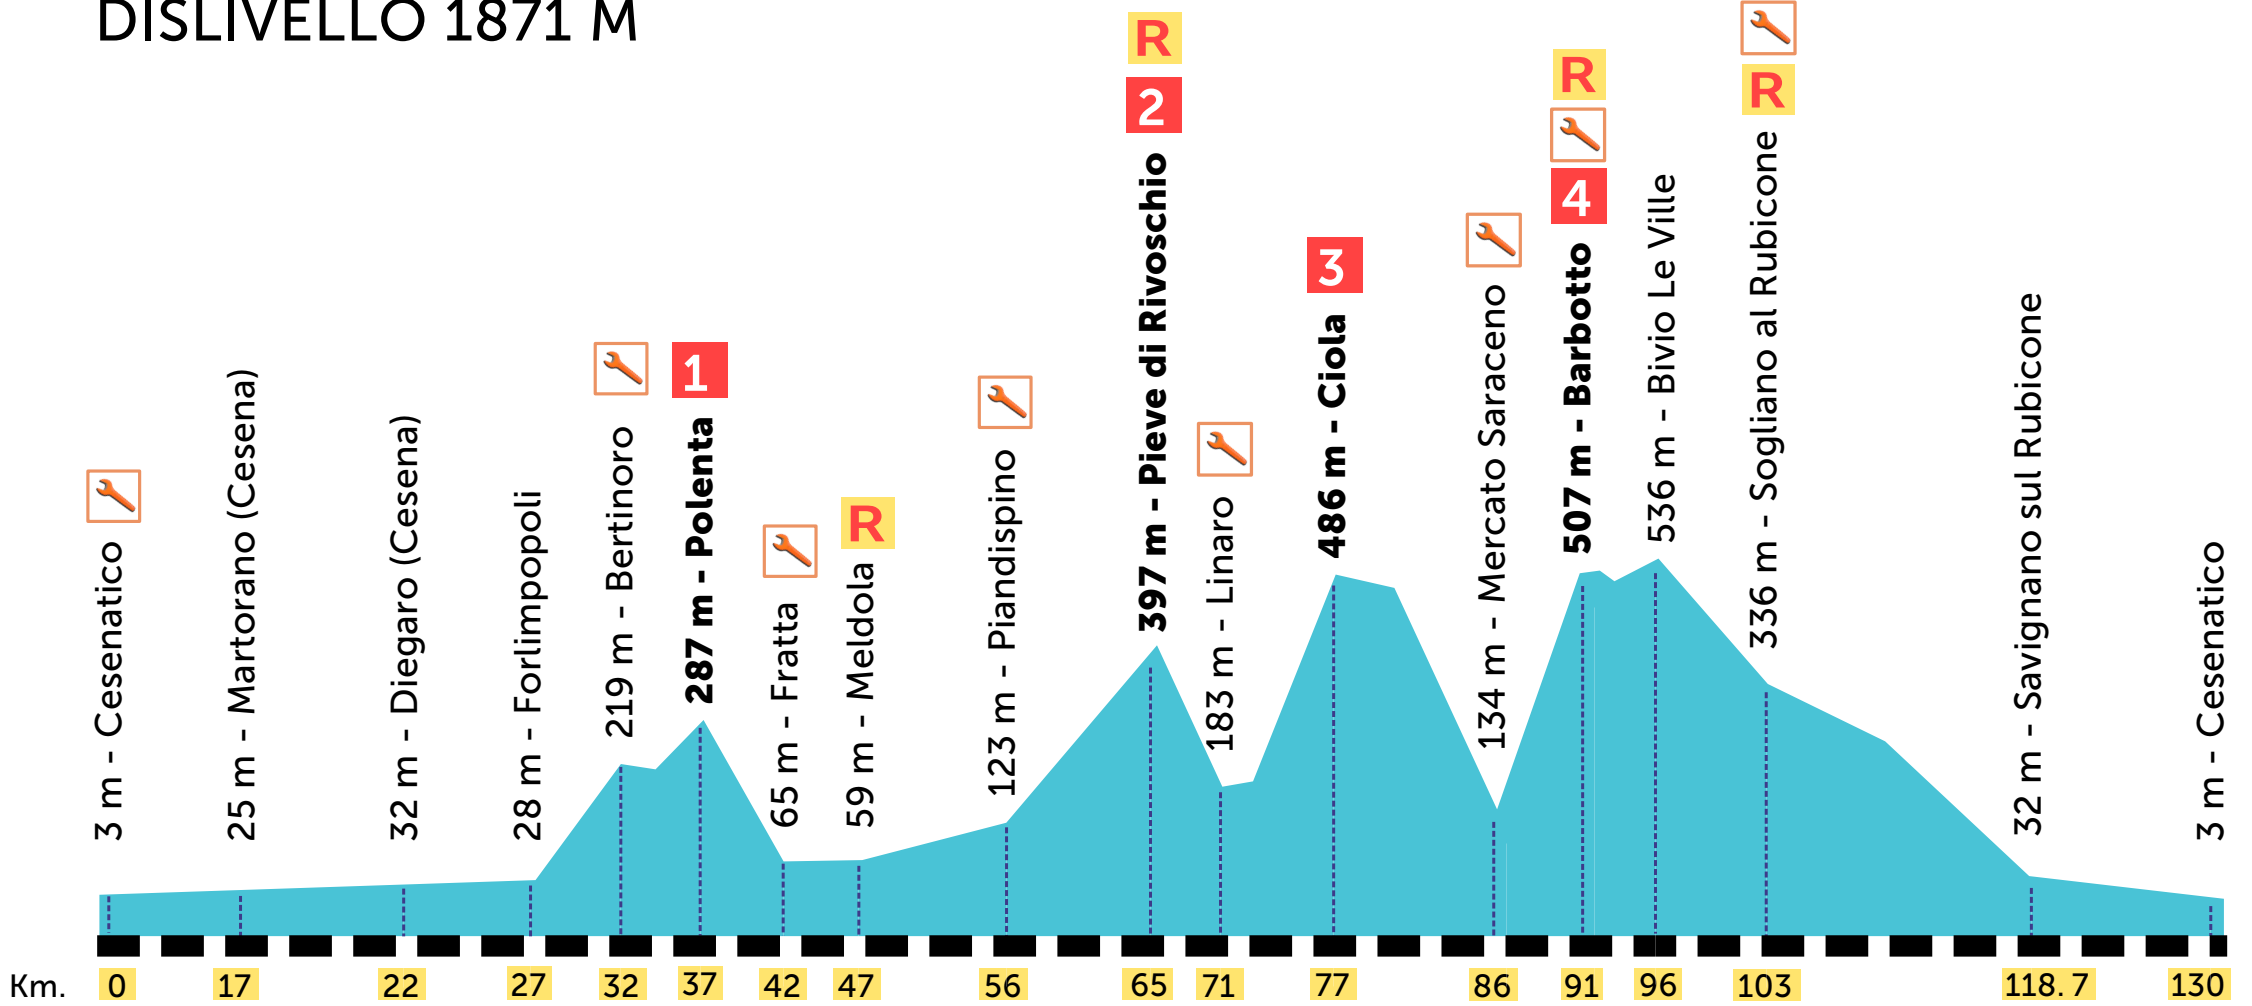 DISLIVELLO 1871 M
3 m - Cesenatico
25 m - Martorano (Cesena)
32 m - Diegaro (Cesena)
28 m - Forlimpopoli
219 m - Bertinoro
1
287 m - Polenta
65 m - Fratta
R
59 m - Meldola
123 m - Piandispino
R
2
397 m - Pieve di Rivoschio
183 m - Linaro
3
486 m - Ciola
134 m - Mercato Saraceno
R
4
507 m - Barbotto
536 m - Bivio Le Ville
R
336 m - Sogliano al Rubicone
32 m - Savignano sul Rubicone
3 m - Cesenatico
Km. 0 17 22 27 32 37 42 47 56 65 71 77 86 91 96 103 118.7 130